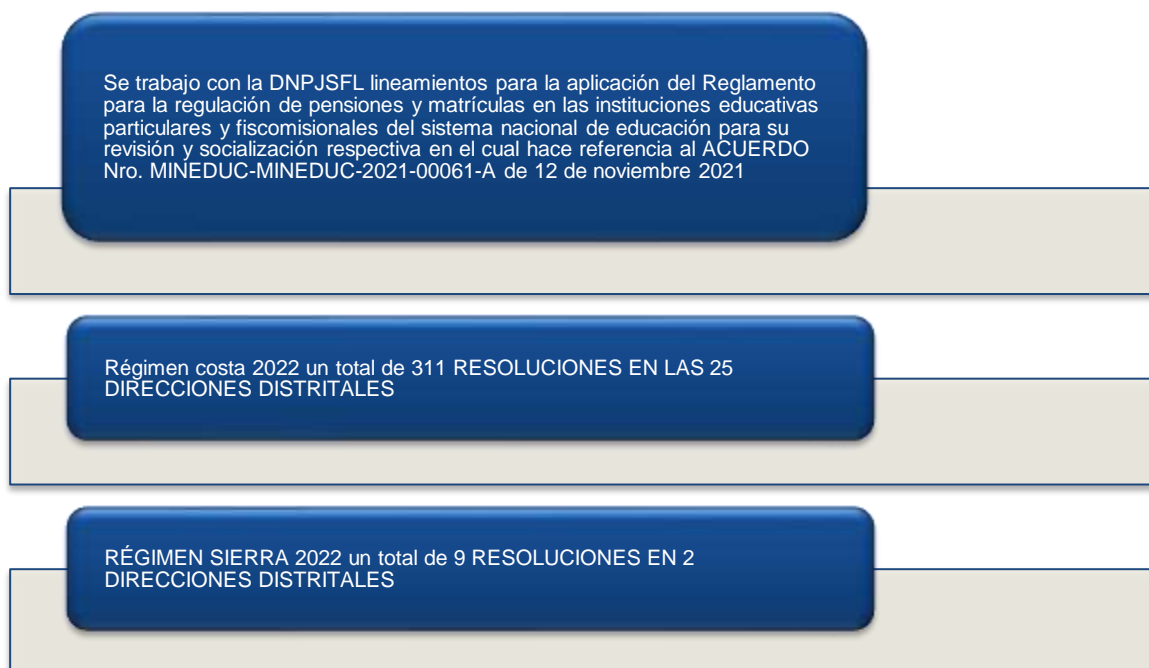 Se trabajo con la DNPJSFL lineamientos para la aplicación del Reglamento
para la regulación de pensiones y matrículas en las instituciones educativas
particulares y fiscomisionales del sistema nacional de educación para su
revisión y socialización respectiva en el cual hace referencia al ACUERDO
Nro. MINEDUC-MINEDUC-2021-00061-A de 12 de noviembre 2021
Régimen costa 2022 un total de 311 RESOLUCIONES EN LAS 25
DIRECCIONES DISTRITALES
RÉGIMEN SIERRA 2022 un total de 9 RESOLUCIONES EN 2
DIRECCIONES DISTRITALES